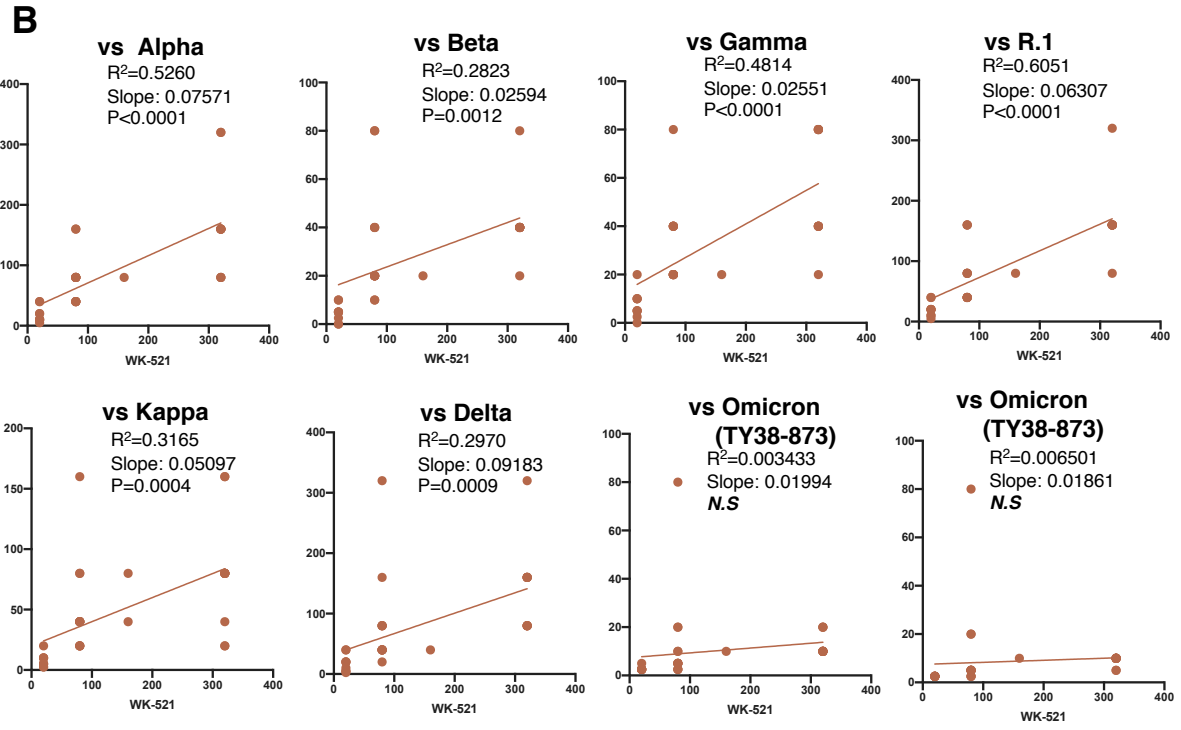 B
vs Alpha
R²=0.5260
Slope: 0.07571
P<0.0001
400
300
200
100
0
0 100 200 300 400
WK-521
vs Beta
R²=0.2823
Slope: 0.02594
P=0.0012
100
80
60
40
20
0
0 100 200 300 400
WK-521
vs Gamma
R²=0.4814
Slope: 0.02551
P<0.0001
100
80
60
40
20
0
0 100 200 300 400
WK-521
vs R.1
R²=0.6051
Slope: 0.06307
P<0.0001
400
300
200
100
0
0 100 200 300 400
WK-521
vs Kappa
R²=0.3165
Slope: 0.05097
P=0.0004
200
150
100
50
0
0 100 200 300 400
WK-521
vs Delta
R²=0.2970
Slope: 0.09183
P=0.0009
400
300
200
100
0
0 100 200 300 400
WK-521
vs Omicron
(TY38-873)
R²=0.003433
Slope: 0.01994
N.S
100
80
60
40
20
0
0 100 200 300 400
WK-521
vs Omicron
(TY38-873)
R²=0.006501
Slope: 0.01861
N.S
100
80
60
40
20
0
0 100 200 300 400
WK-521